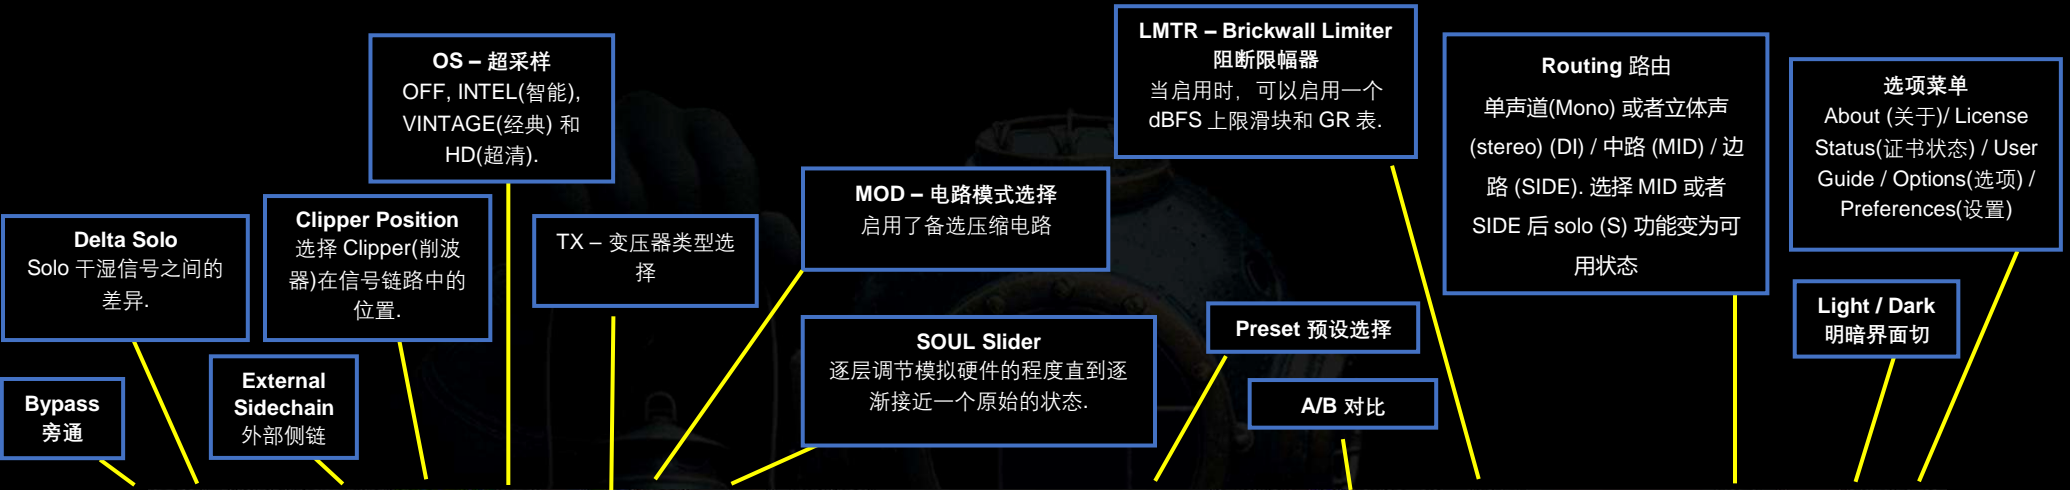 Bypass
旁通
Delta Solo
Solo 干湿信号之间的
差异.
External
Sidechain
外部侧链
Clipper Position
选择 Clipper(削波
器)在信号链路中的
位置.
OS – 超采样
OFF, INTEL(智能),
VINTAGE(经典) 和
HD(超清).
TX – 变压器类型选
择
MOD – 电路模式选择
启用了备选压缩电路
SOUL Slider
逐层调节模拟硬件的程度直到逐
渐接近一个原始的状态.
LMTR – Brickwall Limiter
阻断限幅器
当启用时，可以启用一个
dBFS 上限滑块和 GR 表.
Preset 预设选择
A/B 对比
Routing 路由
单声道(Mono) 或者立体声
(stereo) (DI) / 中路 (MID) / 边
路 (SIDE). 选择 MID 或者
SIDE 后 solo (S) 功能变为可
用状态
选项菜单
About (关于)/ License
Status(证书状态) / User
Guide / Options(选项) /
Preferences(设置)
Light / Dark
明暗界面切